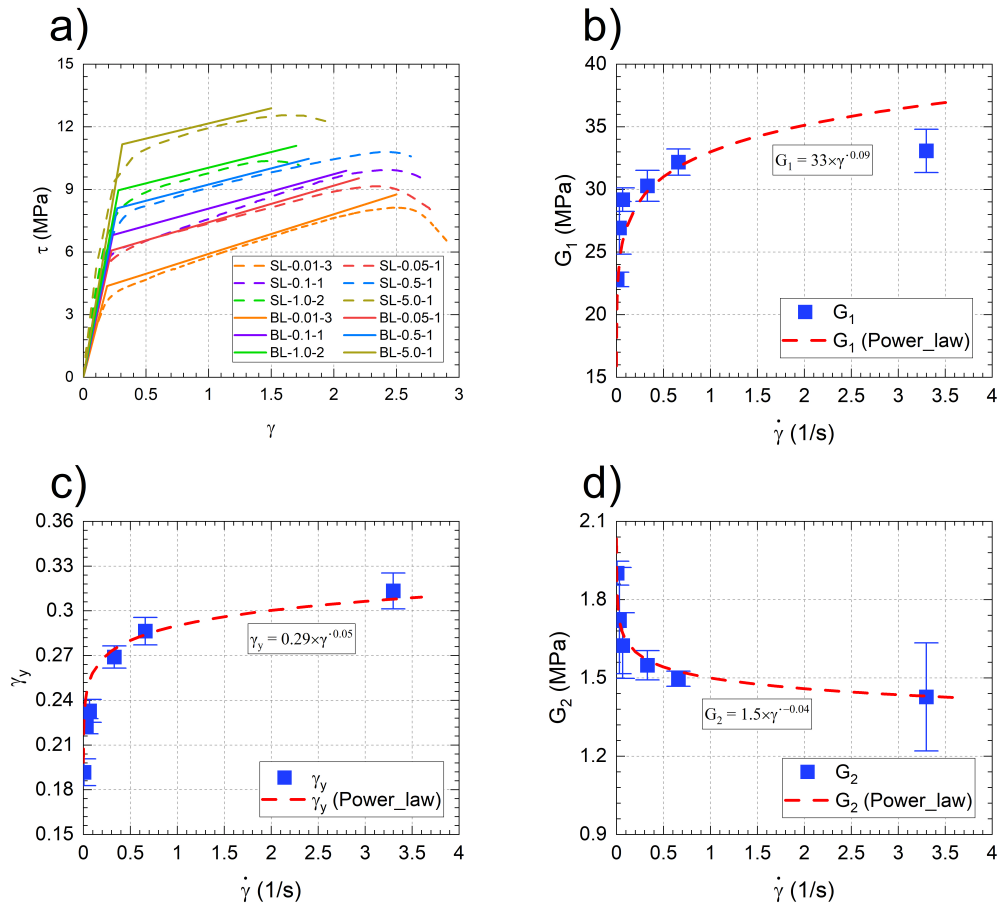 a)
15
12
9
6
3
0
τ (MPa)
SL-0.01-3 SL-0.05-1
SL-0.1-1 SL-0.5-1
SL-1.0-2 SL-5.0-1
BL-0.01-3 BL-0.05-1
BL-0.1-1 BL-0.5-1
BL-1.0-2 BL-5.0-1
0 0.5 1 1.5 2 2.5 3
γ
b)
40
35
30
25
20
15
G₁ (MPa)
G₁ = 33×γ̇^0.09
G₁
G₁ (Power_law)
0 0.5 1 1.5 2 2.5 3 3.5 4
γ̇ (1/s)
c)
0.36
0.33
0.3
0.27
0.24
0.21
0.18
0.15
γy
γy = 0.29×γ̇^0.05
γy
γy (Power_law)
0 0.5 1 1.5 2 2.5 3 3.5 4
γ̇ (1/s)
d)
2.1
1.8
1.5
1.2
0.9
G₂ (MPa)
G₂ = 1.5×γ̇^−0.04
G₂
G₂ (Power_law)
0 0.5 1 1.5 2 2.5 3 3.5 4
γ̇ (1/s)